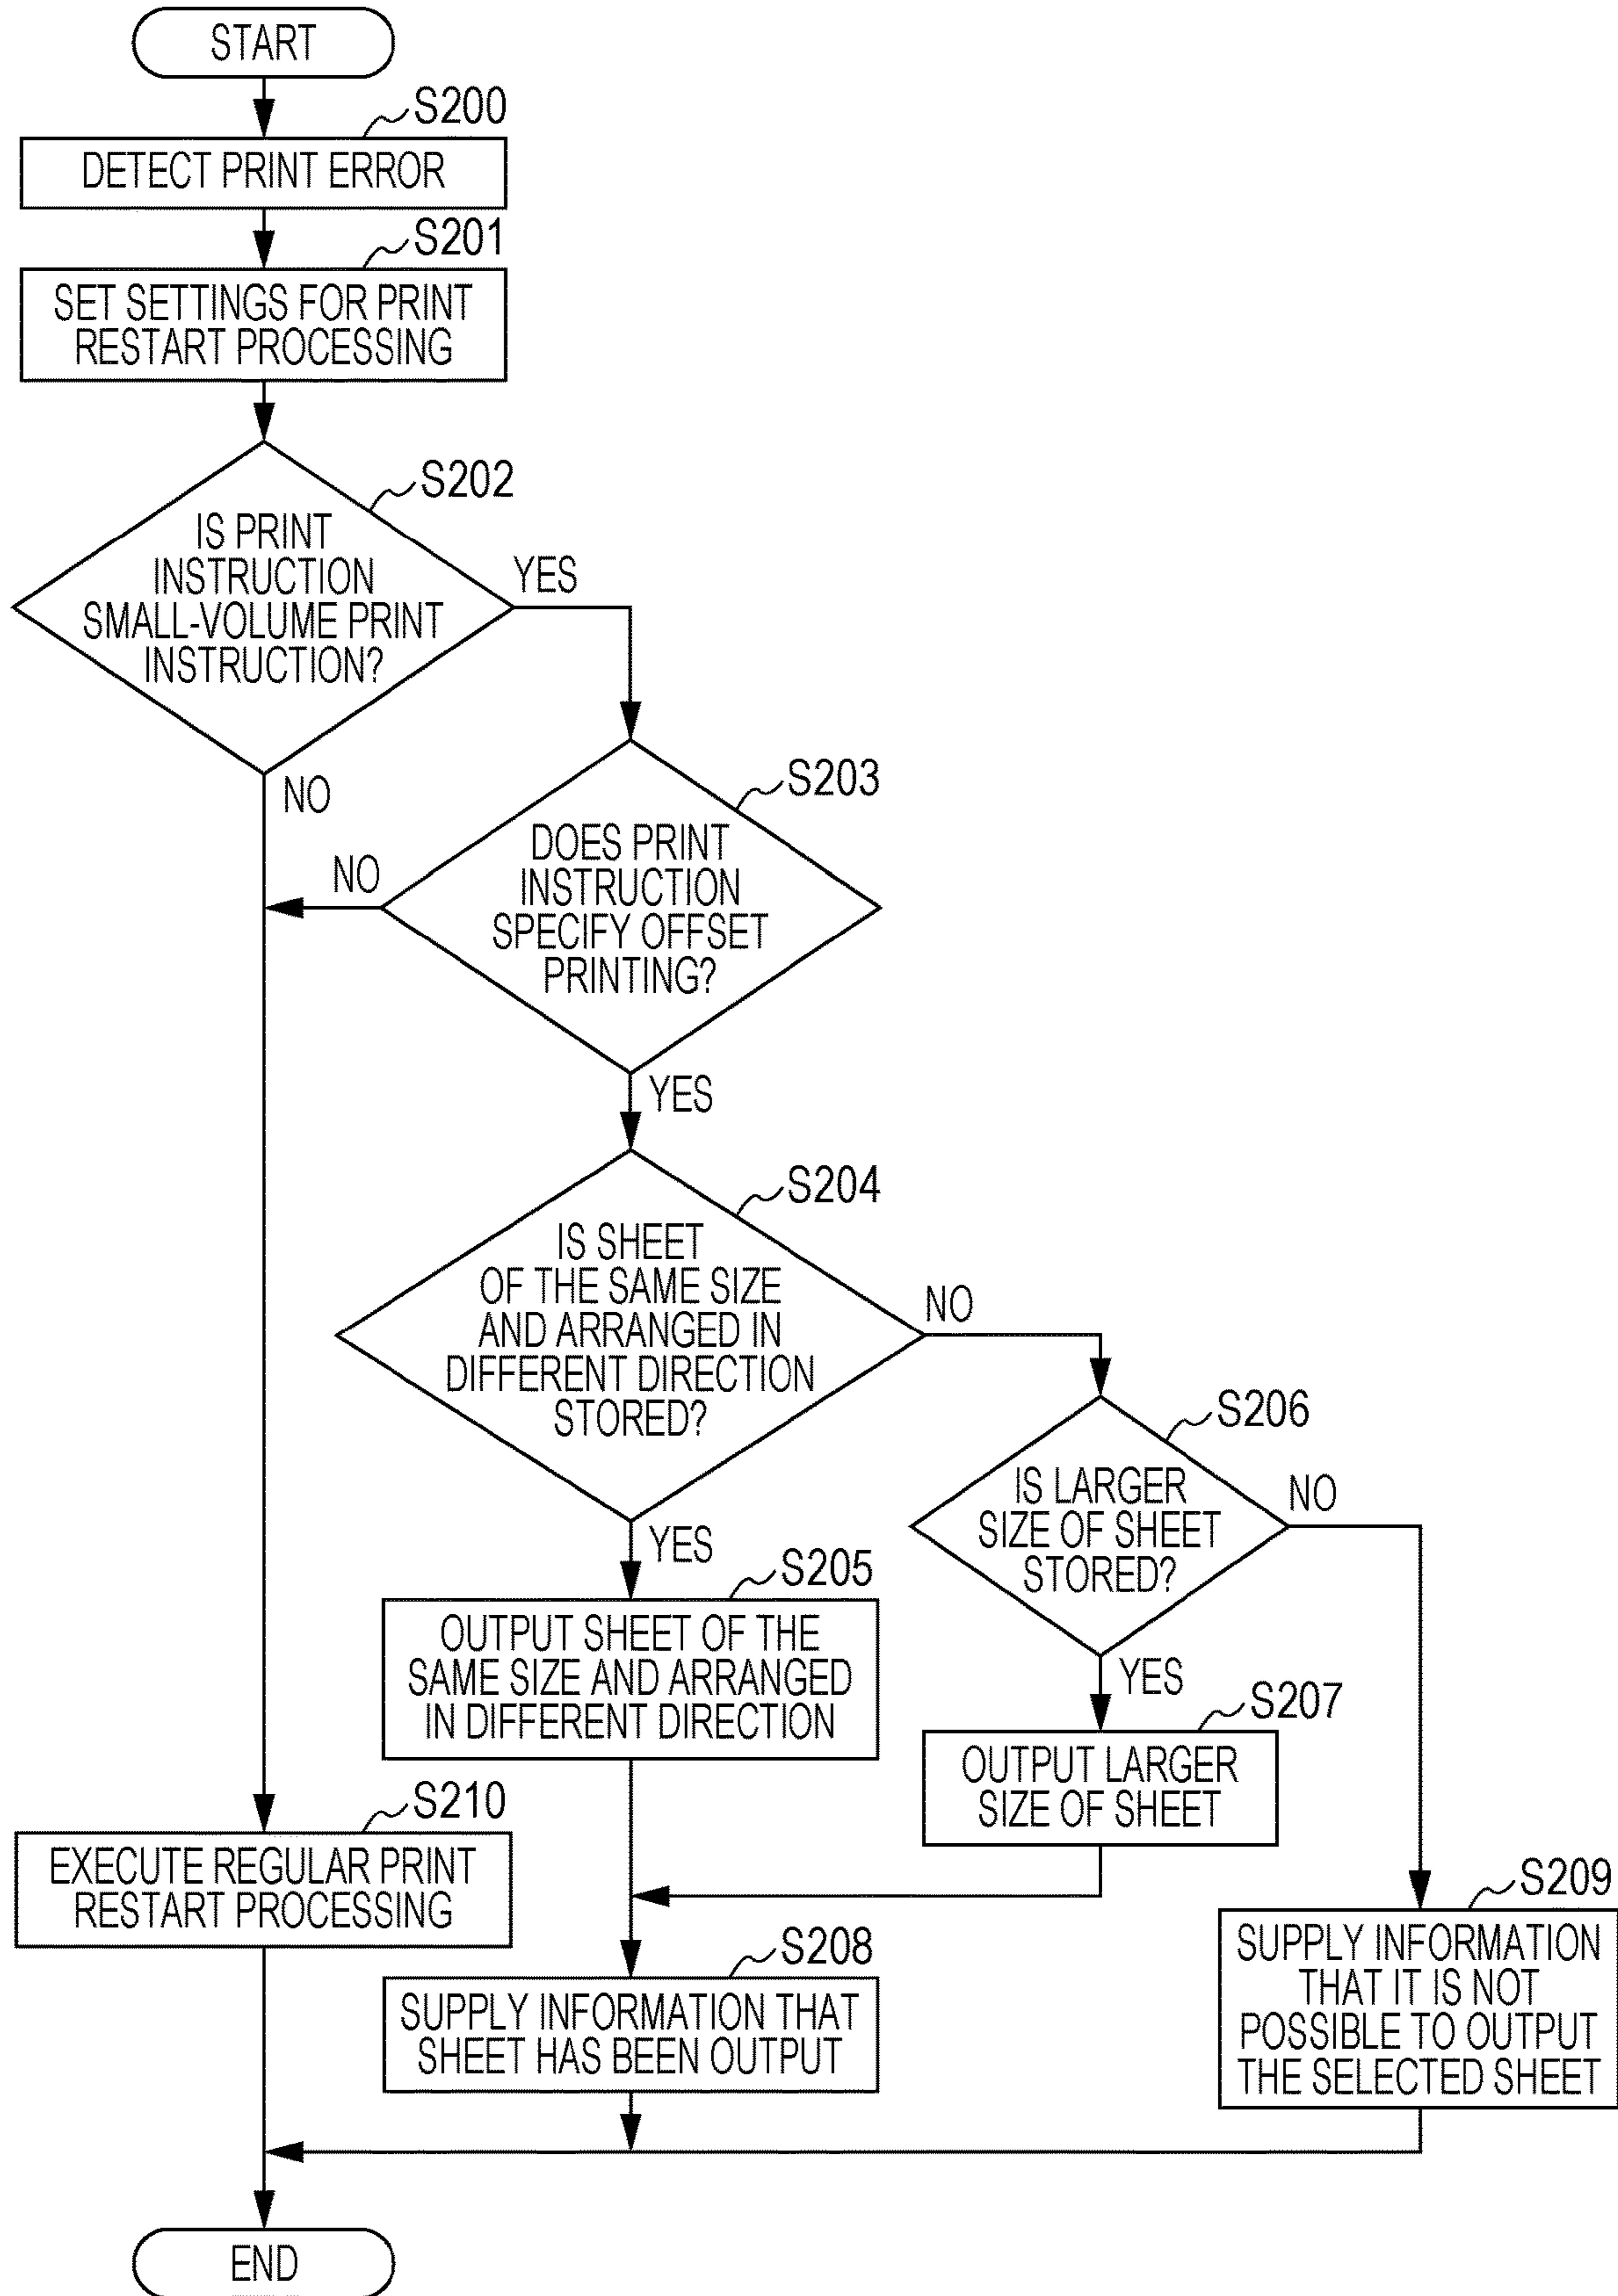 START
S200
DETECT PRINT ERROR
S201
SET SETTINGS FOR PRINT
RESTART PROCESSING
S202
IS PRINT
INSTRUCTION
SMALL-VOLUME PRINT
INSTRUCTION?
YES
NO
S203
DOES PRINT
INSTRUCTION
SPECIFY OFFSET
PRINTING?
NO
YES
S204
IS SHEET
OF THE SAME SIZE
AND ARRANGED IN
DIFFERENT DIRECTION
STORED?
NO
YES
S206
IS LARGER
SIZE OF SHEET
STORED?
NO
YES
S205
OUTPUT SHEET OF THE
SAME SIZE AND ARRANGED
IN DIFFERENT DIRECTION
S207
OUTPUT LARGER
SIZE OF SHEET
S210
EXECUTE REGULAR PRINT
RESTART PROCESSING
S208
SUPPLY INFORMATION THAT
SHEET HAS BEEN OUTPUT
S209
SUPPLY INFORMATION
THAT IT IS NOT
POSSIBLE TO OUTPUT
THE SELECTED SHEET
END